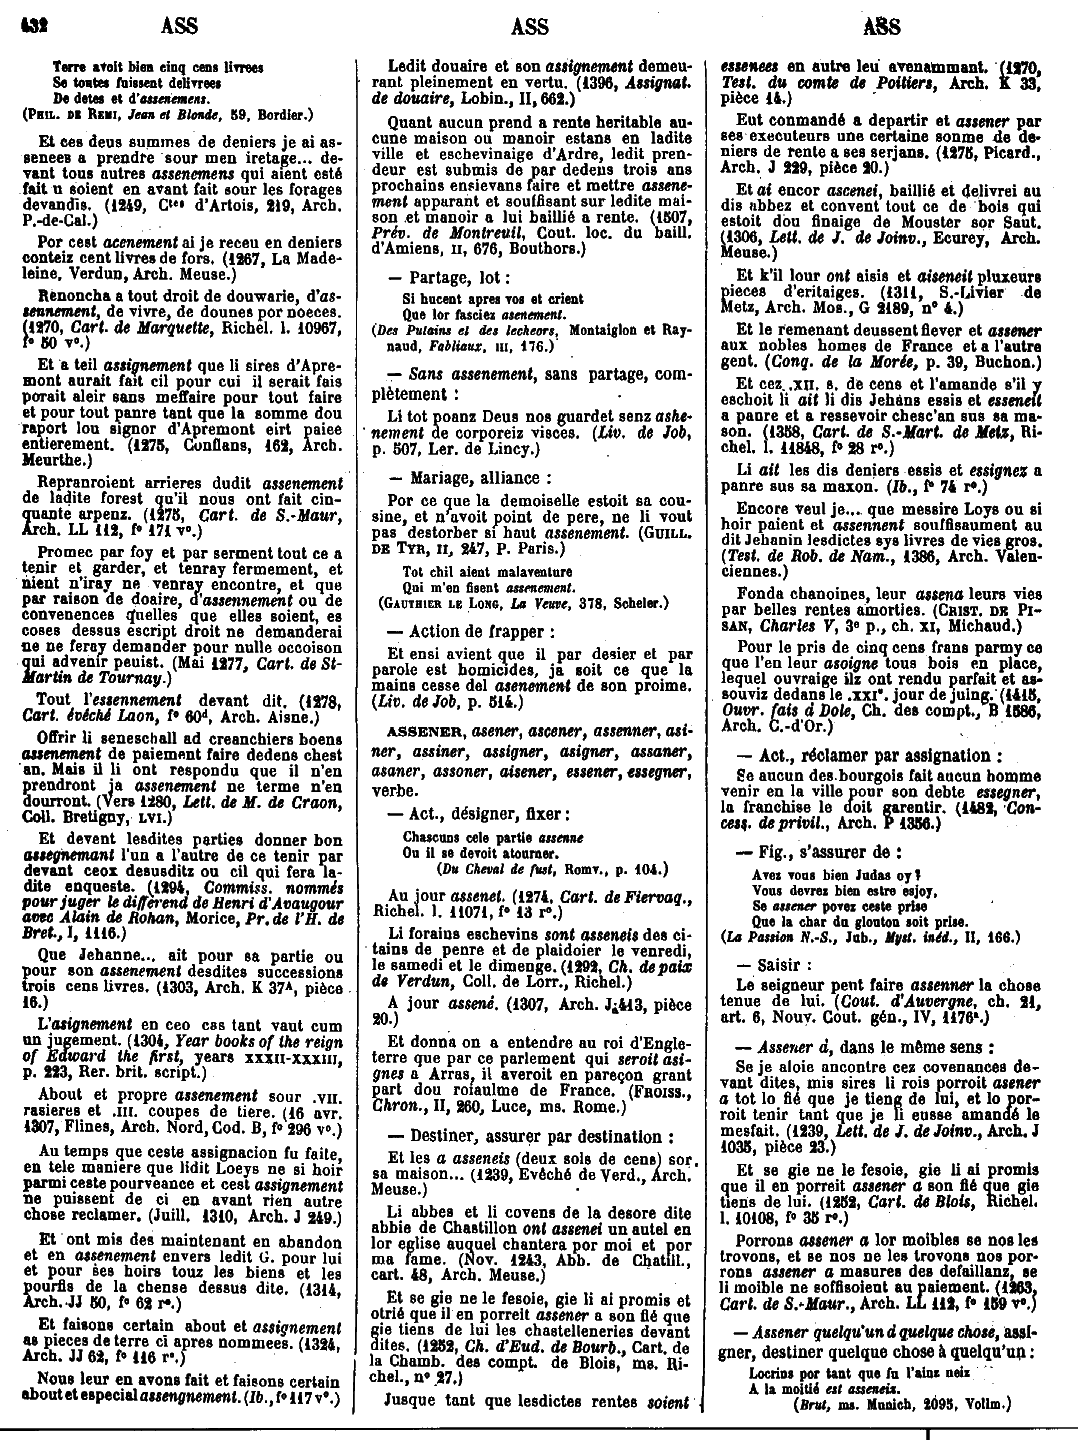 432 ASS ASS ASS
Terre avoit bien cinq cens livrees
Se toutes fuissent delivrees
De detes et d'assenemens.
(PHIL. DE REMI, Jean et Blonde, 59, Bordier.)
Et ces deus summes de deniers je ai as-
senees a prendre sour men iretage... de-
vant tous autres assenemens qui aient esté
fait u soient en avant fait sour les forages
devandis. (1249, Ctes d'Artois, 219, Arch.
P.-de-Cal.)
Por cest acenement ai je receu en deniers
conteiz cent livres de fors. (1267, La Made-
leine, Verdun, Arch. Meuse.)
Renoncha a tout droit de douwarie, d'as-
sennement, de vivre, de dounes por noeces.
(1270, Cart. de Marquette, Richel. l. 10967,
fº 50 vº.)
Et a teil assignement que li sires d'Apre-
mont aurait fait cil pour cui il serait fais
porait aleir sans meffaire pour tout faire
et pour tout panre tant que la somme dou
raport lou signor d'Apremont eirt paiee
entierement. (1275, Conflans, 162, Arch.
Meurthe.)
Repranroient arrieres dudit assenement
de ladite forest qu'il nous ont fait cin-
quante arpenz. (1275, Cart. de S.-Maur,
Arch. LL 112, fº 171 vº.)
Promec par foy et par serment tout ce a
tenir et garder, et tenray fermement, et
nient n'iray ne venray encontre, et que
par raison de doaire, d'assennement ou de
convenences quelles que elles soient, es
coses dessus escript droit ne demanderai
ne ne feray demander pour nulle occoison
qui advenir peuist. (Mai 1277, Cart. de St-
Martin de Tournay.)
Tout l'essennement devant dit. (1278,
Cart. évêché Laon, fº 60d, Arch. Aisne.)
Offrir li seneschall ad creanchiers boens
assenement de paiement faire dedens chest
an. Mais il li ont respondu que il n'en
prendront ja assenement ne terme n'en
dourront. (Vers 1280, Lett. de M. de Craon,
Coll. Bretigny, LVI.)
Et devent lesdites parties donner bon
assegnemant l'un a l'autre de ce tenir par
devant ceox desusditz ou cil qui fera la-
dite enqueste. (1294, Commiss. nommés
pour juger le différend de Henri d'Avaugour
avec Alain de Rohan, Morice, Pr. de l'H. de
Bret., I, 1116.)
Que Jehanne... ait pour sa partie ou
pour son assenement desdites successions
trois cens livres. (1303, Arch. K 37A, pièce
16.)
L'asignement en ceo cas tant vaut cum
un jugement. (1304, Year books of the reign
of Edward the first, years XXXII-XXXIII,
p. 223, Rer. brit. script.)
About et propre assenement sour .VII.
rasieres et .III. coupes de tiere. (16 avr.
1307, Flines, Arch. Nord, Cod. B, fº 296 vº.)
Au temps que ceste assignacion fu faite,
en tele maniere que lidit Loeys ne si hoir
parmi ceste pourveance et cest assignement
ne puissent de ci en avant rien autre
chose reclamer. (Juill. 1310, Arch. J 249.)
Et ont mis des maintenant en abandon
et en assenement envers ledit G. pour lui
et pour ses hoirs touz les biens et les
pourfis de la chense dessus dite. (1314,
Arch. JJ 50, fº 62 rº.)
Et faisons certain about et assignement
as pieces de terre ci apres nommees. (1324,
Arch. JJ 62, fº 116 rº.)
Nous leur en avons fait et faisons certain
about et especial assengnement. (Ib., fº 117 vº.)
Ledit douaire et son assignement demeu-
rant pleinement en vertu. (1396, Assignat.
de douaire, Lobin., II, 662.)
Quant aucun prend a rente heritable au-
cune maison ou manoir estans en ladite
ville et eschevinaige d'Ardre, ledit pren-
deur est submis de par dedens trois ans
prochains ensievans faire et mettre assene-
ment apparant et souffisant sur ledite mai-
son et manoir a lui baillié a rente. (1507,
Prév. de Montreuil, Cout. loc. du baill.
d'Amiens, II, 676, Bouthors.)
— Partage, lot :
Si hucent apres vos et crient
Que lor fasciez asenement.
(Des Putains et des lecheors, Montaiglon et Ray-
naud, Fabliaux, III, 176.)
— Sans assenement, sans partage, com-
plètement :
Li tot poanz Deus nos guardet senz ashe-
nement de corporeiz visces. (Liv. de Job,
p. 507, Ler. de Lincy.)
— Mariage, alliance :
Por ce que la demoiselle estoit sa cou-
sine, et n'avoit point de pere, ne li vout
pas destorber si haut assenement. (GUILL.
DE TYR, II, 247, P. Paris.)
Tot chil aient malaventure
Qui m'en fisent assenement.
(GAUTHIER LE LONG, La Veuve, 378, Scheler.)
— Action de frapper :
Et ensi avient que il par desier et par
parole est homicides, ja soit ce que la
mains cesse del asenement de son proime.
(Liv. de Job, p. 514.)
ASSENER, asener, ascener, assenner, asi-
ner, assiner, assigner, asigner, assaner,
asaner, assoner, aisener, essener, essegner,
verbe.
— Act., désigner, fixer :
Chascuns cele partie assenne
Ou il se devoit atourner.
(Du Cheval de fust, Romv., p. 104.)
Au jour assenet. (1274, Cart. de Fiervaq.,
Richel. l. 11071, fº 13 rº.)
Li forains eschevins sont asseneis des ci-
tains de penre et de plaidoier le venredi,
le samedi et le dimenge. (1292, Ch. de paix
de Verdun, Coll. de Lorr., Richel.)
A jour assené. (1307, Arch. J 413, pièce
20.)
Et donna on a entendre au roi d'Engle-
terre que par ce parlement qui seroit asi-
gnes a Arras, il averoit en pareçon grant
part dou roiaulme de France. (FROISS.,
Chron., II, 260, Luce, ms. Rome.)
— Destiner, assurer par destination :
Et les a asseneis (deux sols de cens) sor
sa maison... (1239, Evêché de Verd., Arch.
Meuse.)
Li abbes et li covens de la desore dite
abbie de Chastillon ont assenei un autel en
lor eglise auquel chantera por moi et por
ma fame. (Nov. 1243, Abb. de Chatill.,
cart. 48, Arch. Meuse.)
Et se gie ne le fesoie, gie li ai promis et
otrié que il en porreit assener a son fié que
gie tiens de lui les chastelleneries devant
dites. (1252, Ch. d'Eud. de Bourb., Cart. de
la Chamb. des compt. de Blois, ms. Ri-
chel., nº 27.)
Jusque tant que lesdictes rentes soient
essenees en autre leu avenamment. (1270,
Test. du comte de Poitiers, Arch. K 33,
pièce 14.)
Eut conmandé a departir et assener par
ses executeurs une certaine sonme de de-
niers de rente a ses serjans. (1275, Picard.,
Arch. J 229, pièce 20.)
Et ai encor ascenei, baillié et delivrei au
dis abbez et convent tout ce de bois qui
estoit dou finaige de Mouster sor Saut.
(1306, Lett. de J. de Joinv., Ecurey, Arch.
Meuse.)
Et k'il lour ont aisis et aiseneit pluxeurs
pieces d'eritaiges. (1311, S.-Livier de
Metz, Arch. Mos., G 2189, nº 4.)
Et le remenant deussent flever et assener
aux nobles homes de France et a l'autre
gent. (Conq. de la Morée, p. 39, Buchon.)
Et cez .XII. s. de cens et l'amande s'il y
eschoit li ait li dis Jehans essis et esseneit
a panre et a ressevoir chesc'an sus sa ma-
son. (1358, Cart. de S.-Mart. de Metz, Ri-
chel. l. 11848, fº 28 rº.)
Li ait les dis deniers essis et essignez a
panre sus sa maxon. (Ib., fº 74 rº.)
Encore veul je... que messire Loys ou si
hoir paient et assennent souffisaument au
dit Jehanin lesdictes sys livres de vies gros.
(Test. de Rob. de Nam., 1386, Arch. Valen-
ciennes.)
Fonda chanoines, leur assena leurs vies
par belles rentes amorties. (CRIST. DE PI-
SAN, Charles V, 3e p., ch. XI, Michaud.)
Pour le pris de cinq cens frans parmy ce
que l'en leur asoigne tous bois en place,
lequel ouvraige ilz ont rendu parfait et as-
souviz dedans le .XXIe. jour de juing. (1415,
Ouvr. fais a Dole, Ch. des compt., B 1586,
Arch. C.-d'Or.)
— Act., réclamer par assignation :
Se aucun des bourgois fait aucun homme
venir en la ville pour son debte essegner,
la franchise le doit garentir. (1482, Con-
cess. de privil., Arch. P 1356.)
— Fig., s'assurer de :
Avez vous bien Judas oy ?
Vous devrez bien estre esjoy,
Se assener povez ceste prise
Que la char du glouton soit prise.
(La Passion N.-S., Jub., Myst. inéd., II, 166.)
— Saisir :
Le seigneur peut faire assenner la chose
tenue de lui. (Cout. d'Auvergne, ch. 21,
art. 6, Nouv. Cout. gén., IV, 1176a.)
— Assener a, dans le même sens :
Se je aloie ancontre cez covenances de-
vant dites, mis sires li rois porroit asener
a tot lo fié que je tieng de lui, et lo por-
roit tenir tant que je li eusse amandé le
mesfait. (1239, Lett. de J. de Joinv., Arch. J
1035, pièce 23.)
Et se gie ne le fesoie, gie li ai promis
que il en porreit assener a son fié que gie
tiens de lui. (1252, Cart. de Blois, Richel.
l. 10108, fº 35 rº.)
Porrons assener a lor moibles se nos les
trovons, et se nos ne les trovons nos por-
rons assener a masures des defaillanz, se
li moible ne soffisoient au paiement. (1263,
Cart. de S.-Maur., Arch. LL 112, fº 159 vº.)
— Assener quelqu'un a quelque chose, assi-
gner, destiner quelque chose à quelqu'un :
Locrins por tant que fu l'ainz neiz
A la moitié est asseneiz.
(Brut, ms. Munich, 2095, Vollm.)